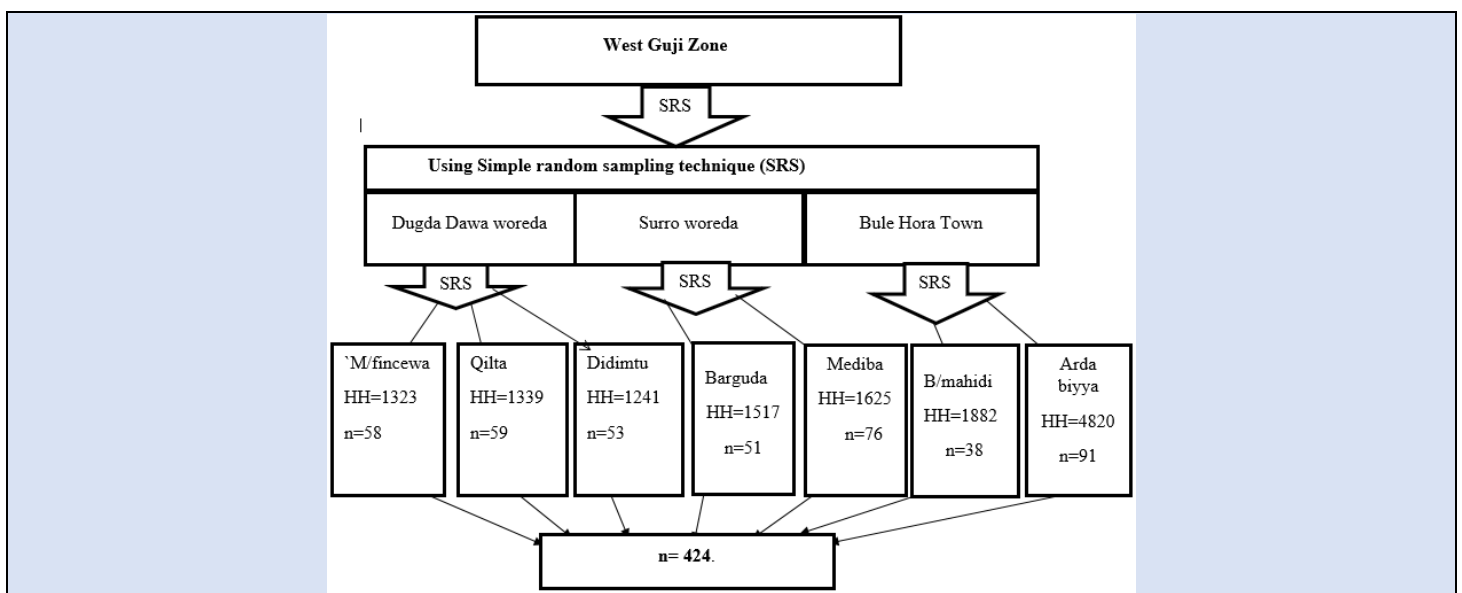 West Guji Zone
SRS
Using Simple random sampling technique (SRS)
Dugda Dawa woreda
Surro woreda
Bule Hora Town
SRS
SRS
SRS
`M/fincewa
HH=1323
n=58
Qilta
HH=1339
n=59
Didimtu
HH=1241
n=53
Barguda
HH=1517
n=51
Mediba
HH=1625
n=76
B/mahidi
HH=1882
n=38
Arda
biyya
HH=4820
n=91
n= 424.